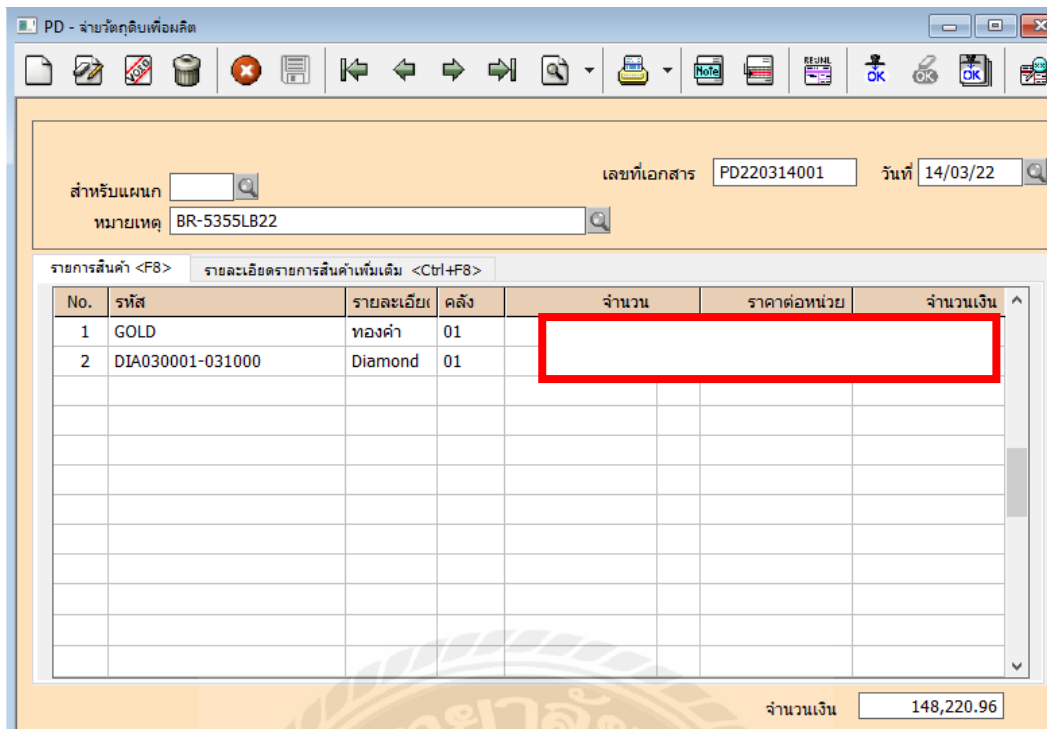 PD - จ่ายวัตถุดิบเพื่อผลิต
VOID Note REUNL OK OK OK
เลขที่เอกสาร PD220314001 วันที่ 14/03/22
สำหรับแผนก
หมายเหตุ BR-5355LB22
รายการสินค้า <F8> รายละเอียดรายการสินค้าเพิ่มเติม <Ctrl+F8>
No. รหัส รายละเอีย คลัง จำนวน ราคาต่อหน่วย จำนวนเงิน
1 GOLD ทองคำ 01
2 DIA030001-031000 Diamond 01
จำนวนเงิน 148,220.96